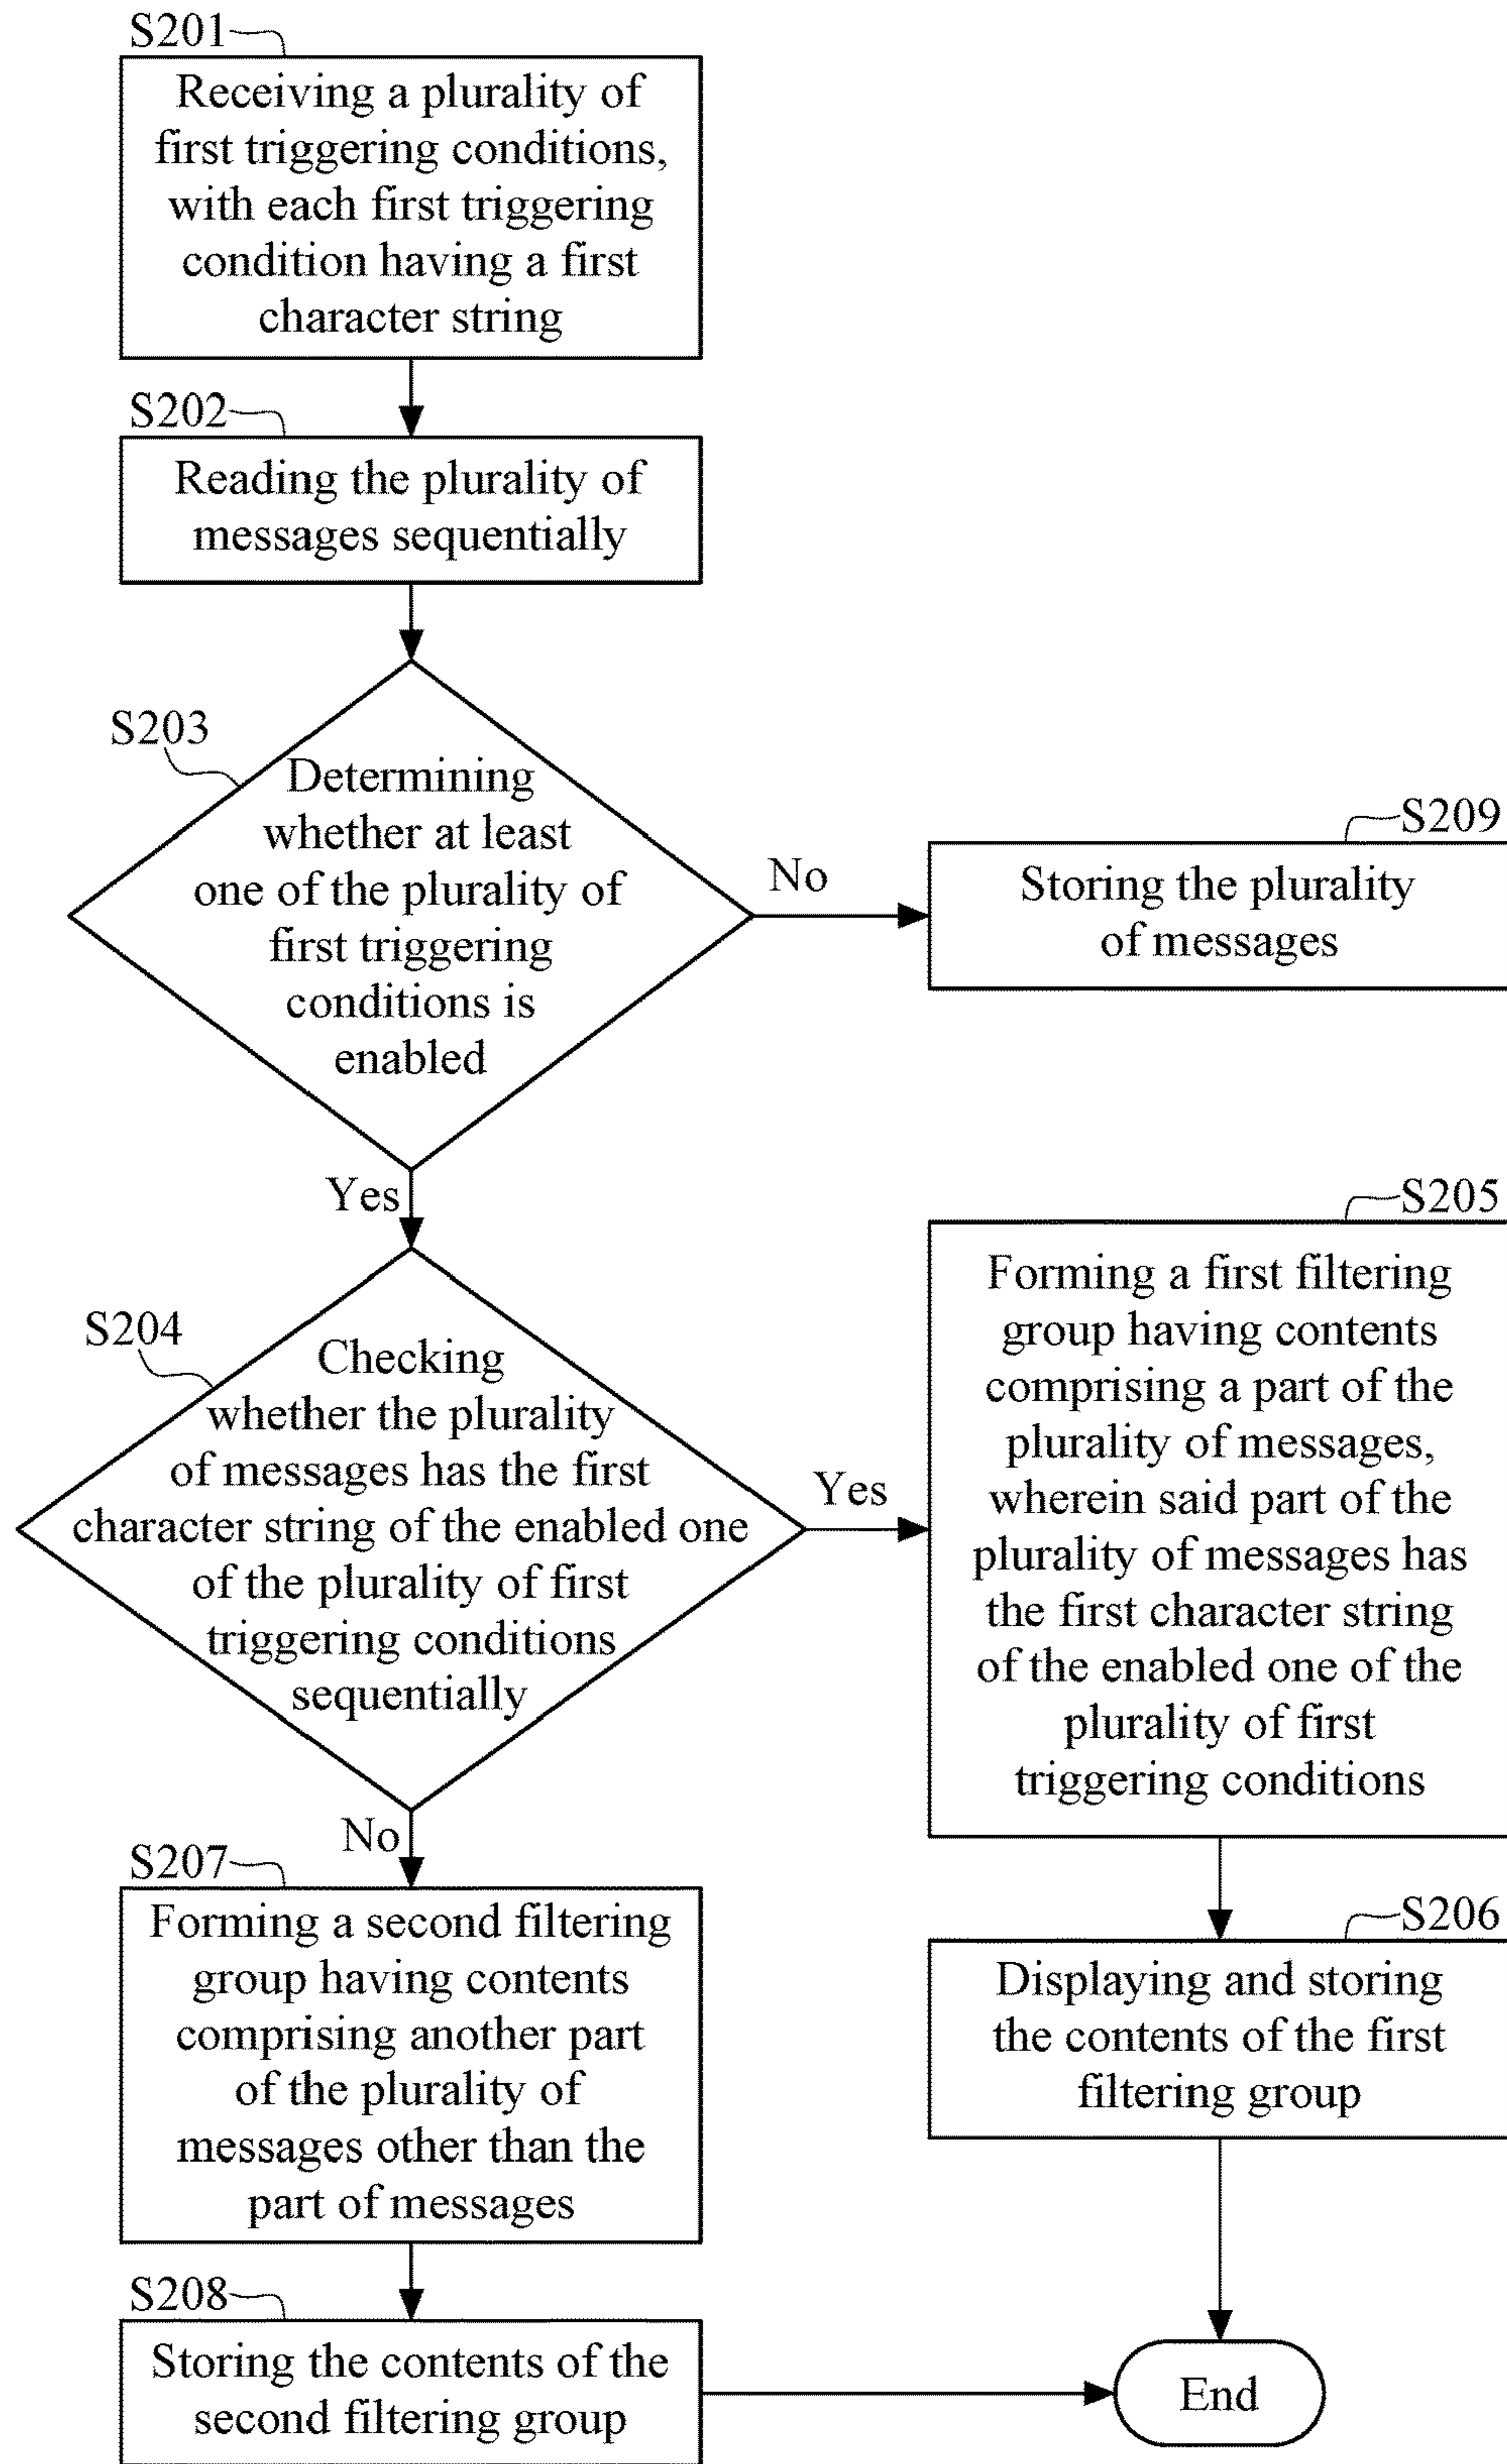 S201
Receiving a plurality of
first triggering conditions,
with each first triggering
condition having a first
character string
S202
Reading the plurality of
messages sequentially
S203
Determining
whether at least
one of the plurality of
first triggering
conditions is
enabled
No
S209
Storing the plurality
of messages
Yes
S204
Checking
whether the plurality
of messages has the first
character string of the enabled one
of the plurality of first
triggering conditions
sequentially
Yes
S205
Forming a first filtering
group having contents
comprising a part of the
plurality of messages,
wherein said part of the
plurality of messages has
the first character string
of the enabled one of the
plurality of first
triggering conditions
No
S207
Forming a second filtering
group having contents
comprising another part
of the plurality of
messages other than the
part of messages
S206
Displaying and storing
the contents of the first
filtering group
S208
Storing the contents of the
second filtering group
End